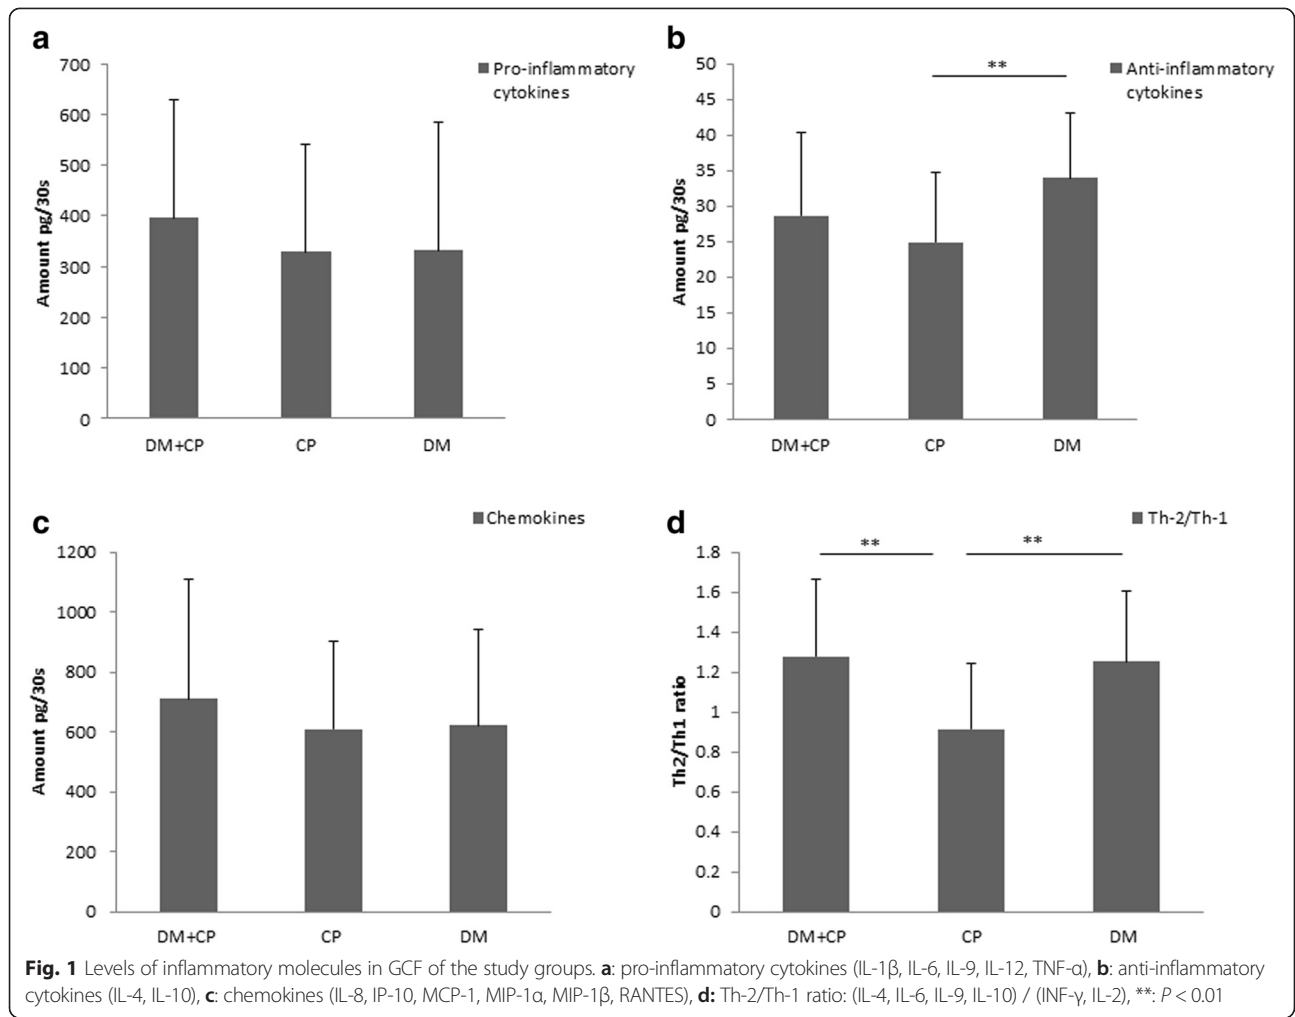 a
Pro-inflammatory
cytokines
700
600
500
400
300
200
100
0
Amount pg/30s
DM+CP CP DM
b
Anti-inflammatory
cytokines
**
50
45
40
35
30
25
20
15
10
5
0
Amount pg/30s
DM+CP CP DM
c
Chemokines
1200
1000
800
600
400
200
0
Amount pg/30s
DM+CP CP DM
d
Th-2/Th-1
** **
1.8
1.6
1.4
1.2
1
0.8
0.6
0.4
0.2
0
Th2/Th1 ratio
DM+CP CP DM
Fig. 1 Levels of inflammatory molecules in GCF of the study groups. a: pro-inflammatory cytokines (IL-1β, IL-6, IL-9, IL-12, TNF-α), b: anti-inflammatory
cytokines (IL-4, IL-10), c: chemokines (IL-8, IP-10, MCP-1, MIP-1α, MIP-1β, RANTES), d: Th-2/Th-1 ratio: (IL-4, IL-6, IL-9, IL-10) / (INF-γ, IL-2), **: P < 0.01